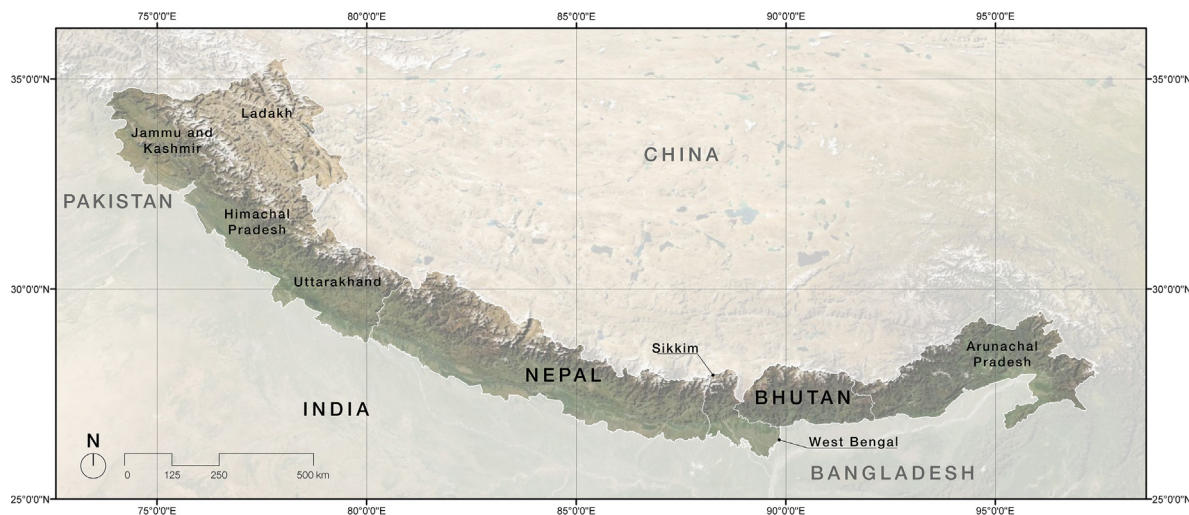 75°0'0"E 80°0'0"E 85°0'0"E 90°0'0"E 95°0'0"E
35°0'0"N 35°0'0"N
Ladakh
Jammu and
Kashmir
CHINA
PAKISTAN
Himachal
Pradesh
Uttarakhand
30°0'0"N 30°0'0"N
Sikkim
Arunachal
Pradesh
NEPAL
BHUTAN
INDIA
West Bengal
N
BANGLADESH
0 125 250 500 km
25°0'0"N 25°0'0"N
75°0'0"E 80°0'0"E 85°0'0"E 90°0'0"E 95°0'0"E